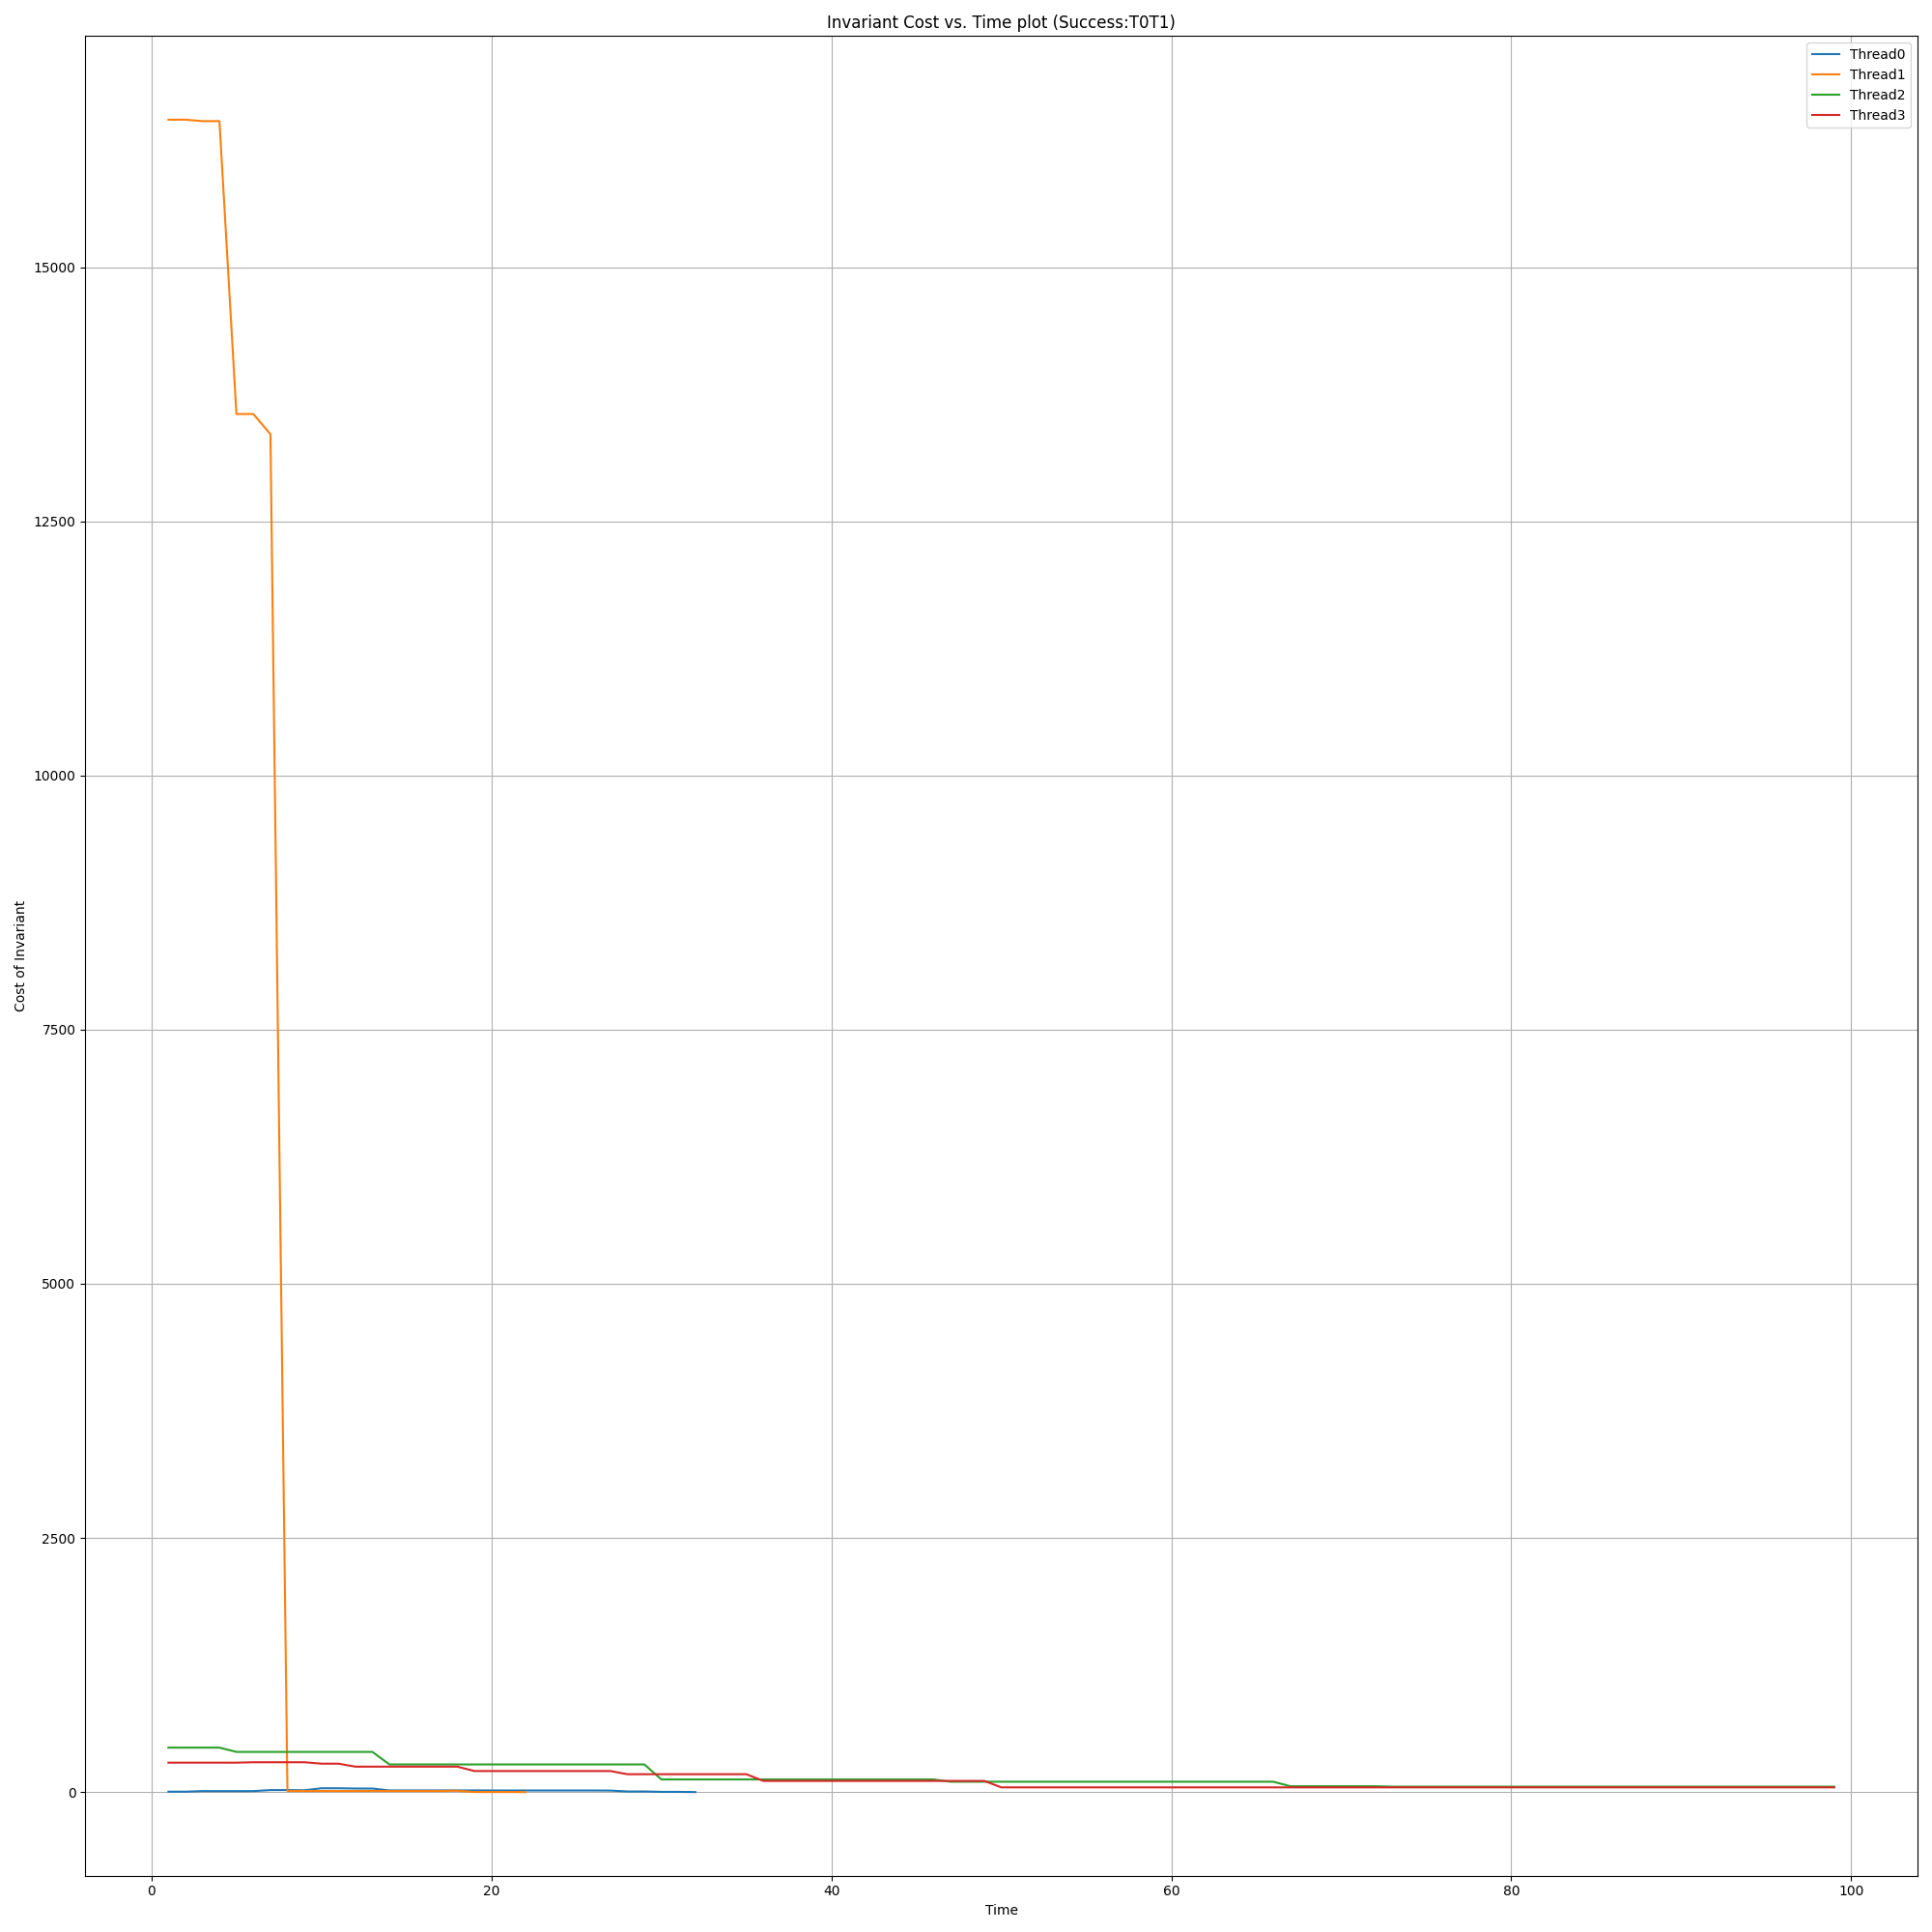 Invariant Cost vs. Time plot (Success:T0T1)
Thread0
Thread1
Thread2
Thread3
15000
12500
10000
7500
5000
2500
0
Cost of Invariant
0 20 40 60 80 100
Time